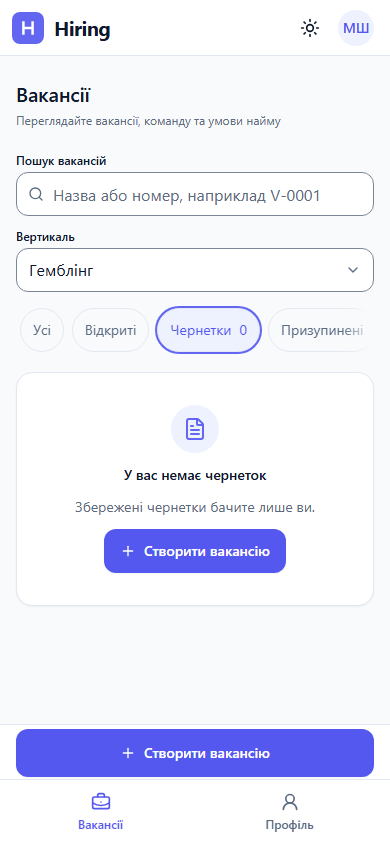 H Hiring МШ
Вакансії
Переглядайте вакансії, команду та умови найму
Пошук вакансій
Назва або номер, наприклад V-0001
Вертикаль
Гемблінг
Усі Відкриті Чернетки 0 Призупинені
У вас немає чернеток
Збережені чернетки бачите лише ви.
+ Створити вакансію
+ Створити вакансію
Вакансії Профіль